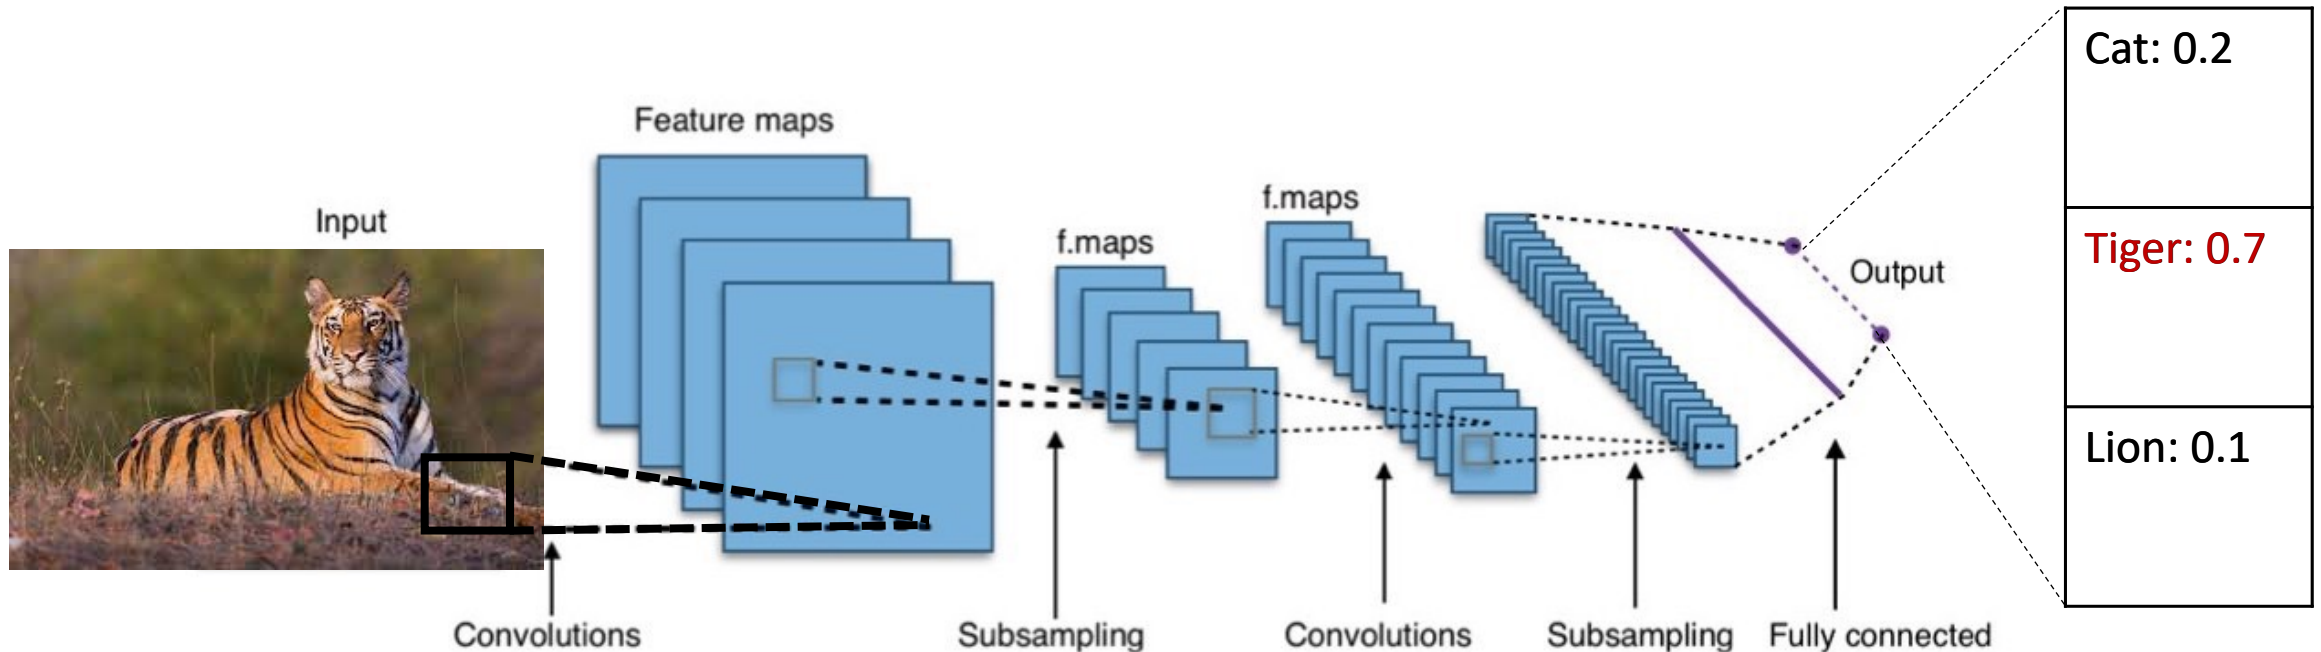 Input
Feature maps
f.maps
f.maps
Output
Cat: 0.2
Tiger: 0.7
Lion: 0.1
Convolutions
Subsampling
Convolutions
Subsampling
Fully connected